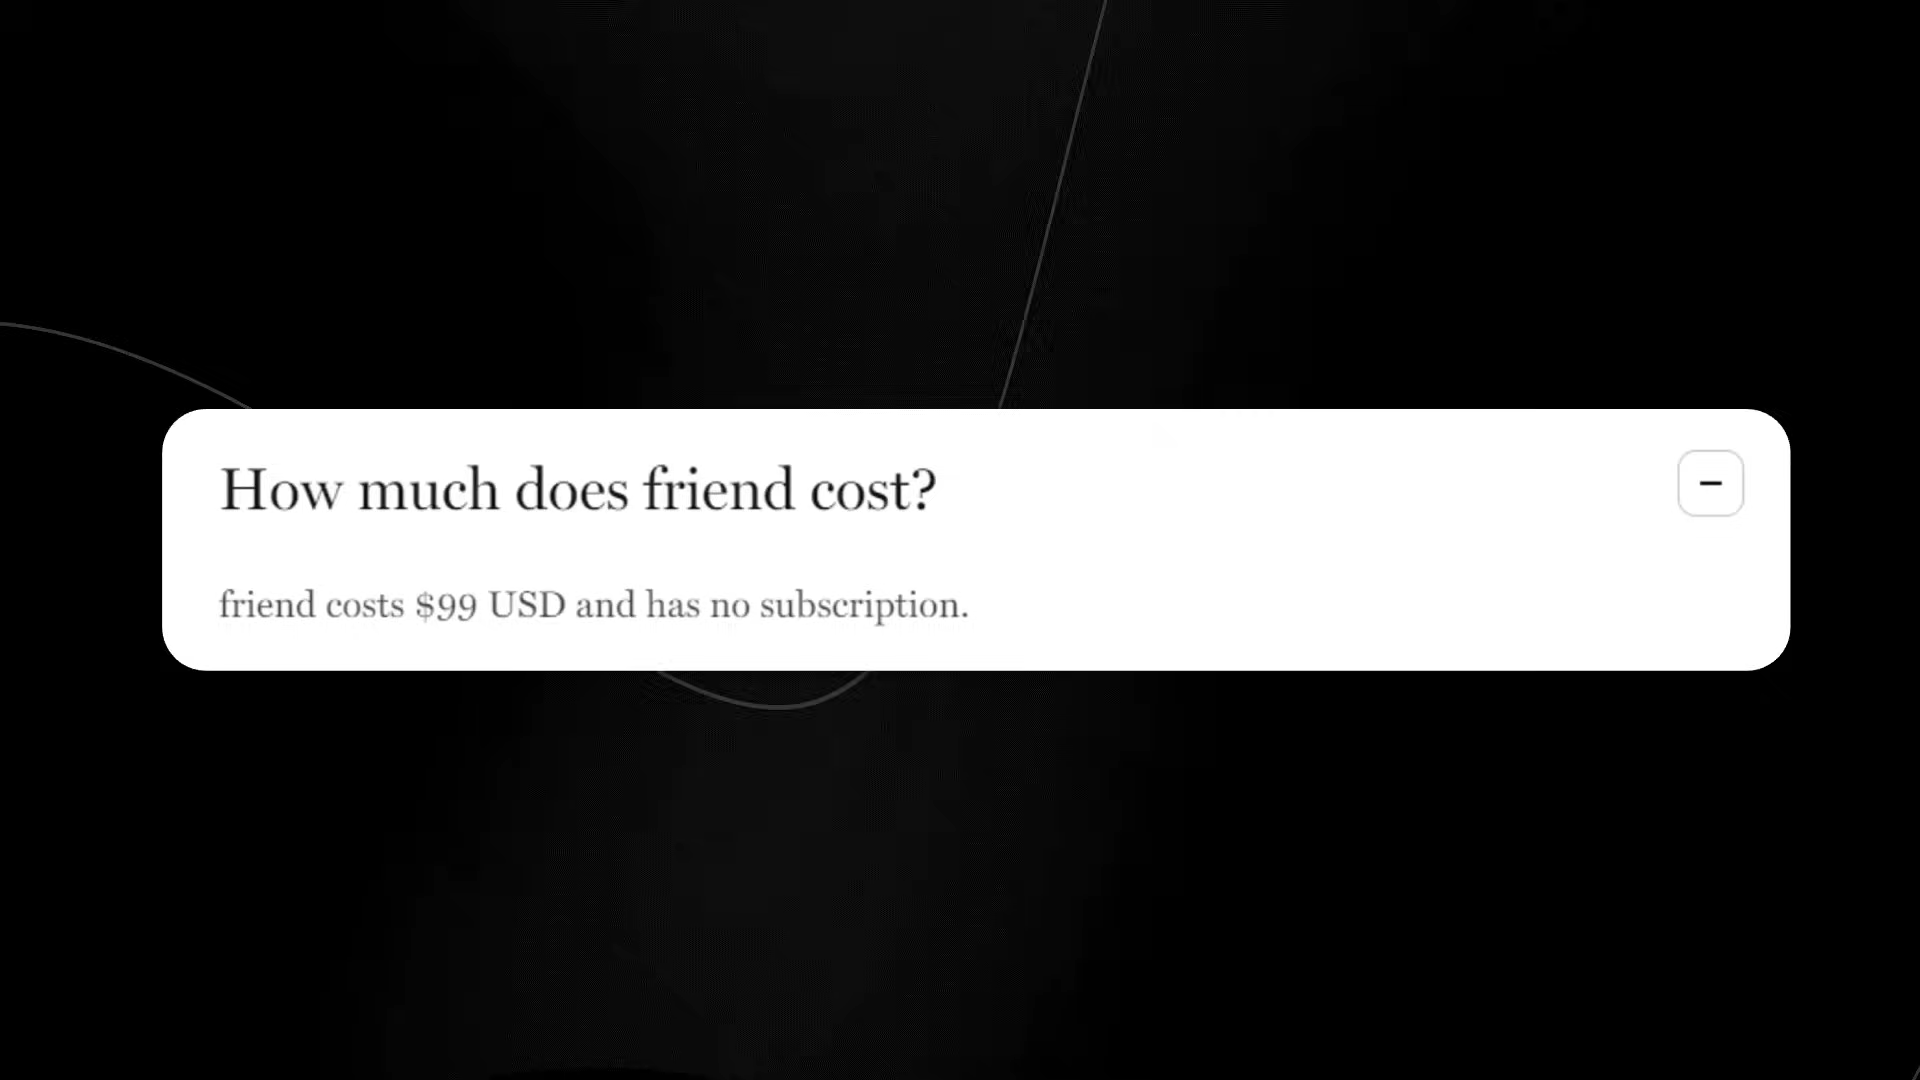 How much does friend cost?
friend costs $99 USD and has no subscription.